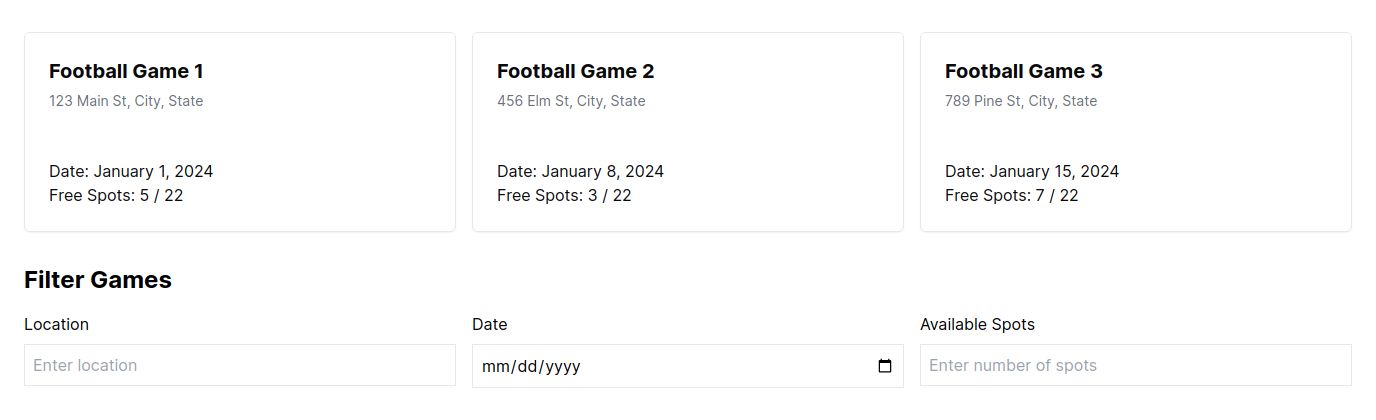 Football Game 1
123 Main St, City, State
Date: January 1, 2024
Free Spots: 5 / 22
Football Game 2
456 Elm St, City, State
Date: January 8, 2024
Free Spots: 3 / 22
Football Game 3
789 Pine St, City, State
Date: January 15, 2024
Free Spots: 7 / 22
Filter Games
Location
Enter location
Date
mm/dd/yyyy
Available Spots
Enter number of spots